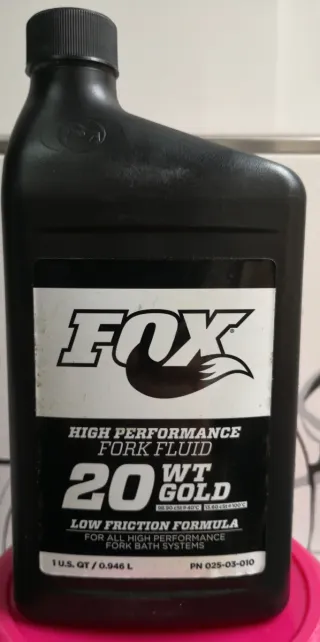 FOX
HIGH PERFORMANCE
FORK FLUID
20 WT
GOLD
LOW FRICTION FORMULA
FOR ALL HIGH PERFORMANCE
FORK BATH SYSTEMS
1 U.S. QT / 0.946 L PN 025-03-010